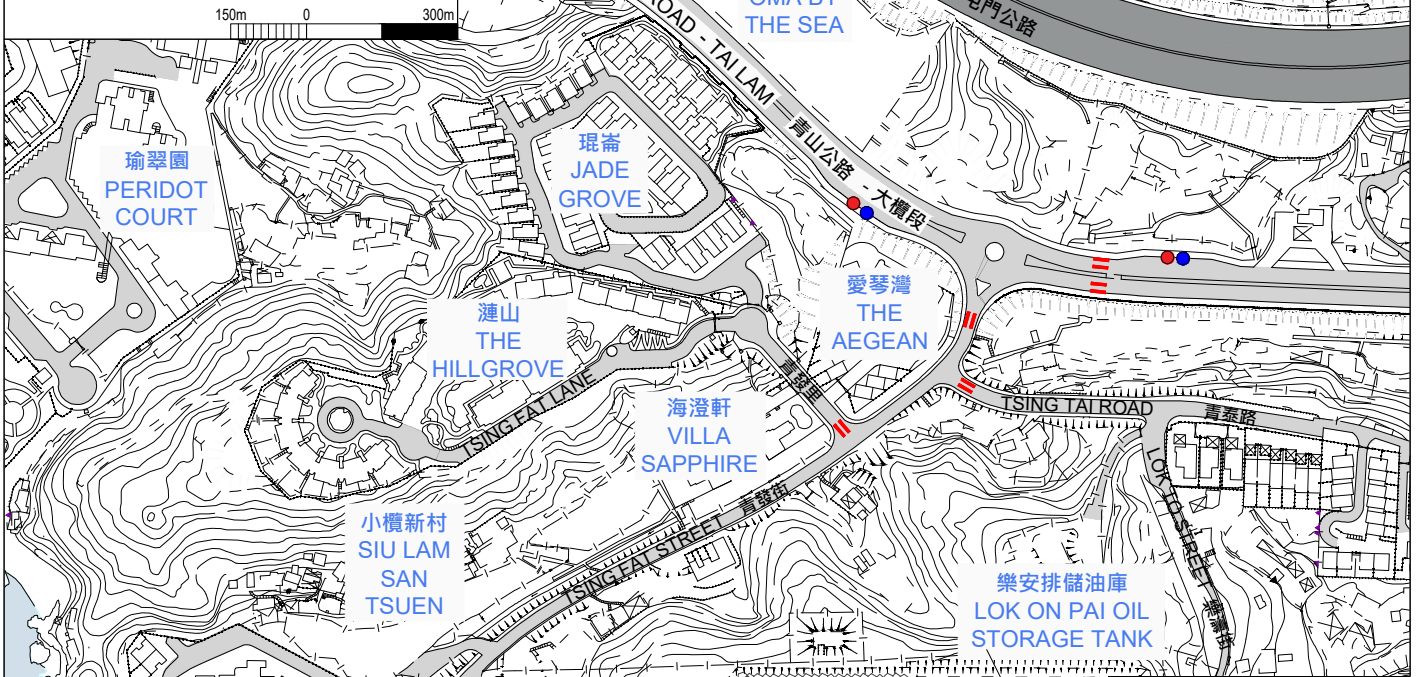 150m 0 300m
OMA BY
THE SEA
屯門公路
ROAD - TAI LAM
青山公路 - 大欖段
瑜翠園
PERIDOT
COURT
琨崙
JADE
GROVE
愛琴灣
THE
AEGEAN
漣山
THE
HILLGROVE
TSING FAT LANE
青發里
海澄軒
VILLA
SAPPHIRE
TSING TAI ROAD
青泰路
LOK LO STREET
樂濤街
TSING FAT STREET
青發街
小欖新村
SIU LAM
SAN
TSUEN
樂安排儲油庫
LOK ON PAI OIL
STORAGE TANK